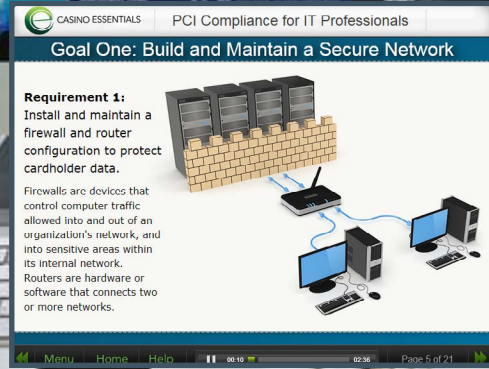 CASINO ESSENTIALS
PCI Compliance for IT Professionals
Goal One: Build and Maintain a Secure Network
Requirement 1:
Install and maintain a
firewall and router
configuration to protect
cardholder data.
Firewalls are devices that
control computer traffic
allowed into and out of an
organization's network, and
into sensitive areas within
its internal network.
Routers are hardware or
software that connects two
or more networks.
Menu Home Help 00:10 02:36 Page 5 of 21